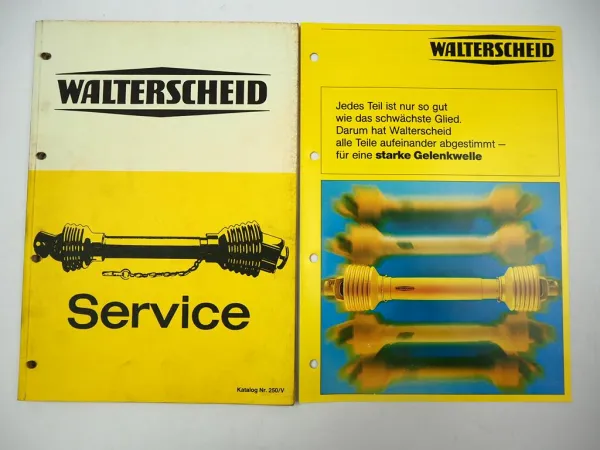 WALTERSCHEID
Service
Katalog Nr. 250/V
WALTERSCHEID
Jedes Teil ist nur so gut
wie das schwächste Glied.
Darum hat Walterscheid
alle Teile aufeinander abgestimmt –
für eine starke Gelenkwelle